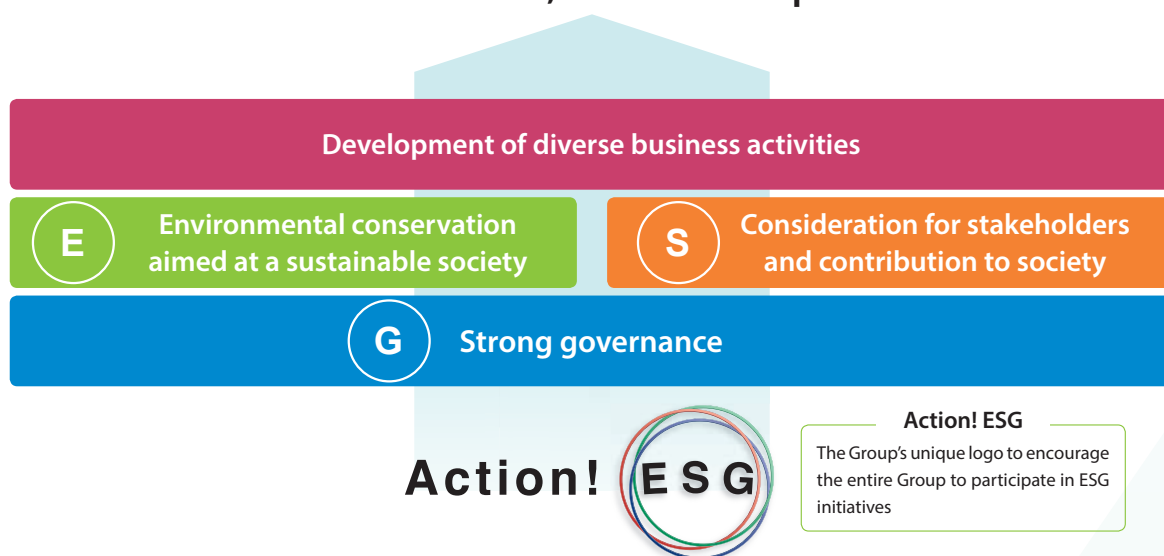 Development of diverse business activities
E
Environmental conservation
aimed at a sustainable society
S
Consideration for stakeholders
and contribution to society
G
Strong governance
Action! ESG
Action! ESG
The Group's unique logo to encourage
the entire Group to participate in ESG
initiatives